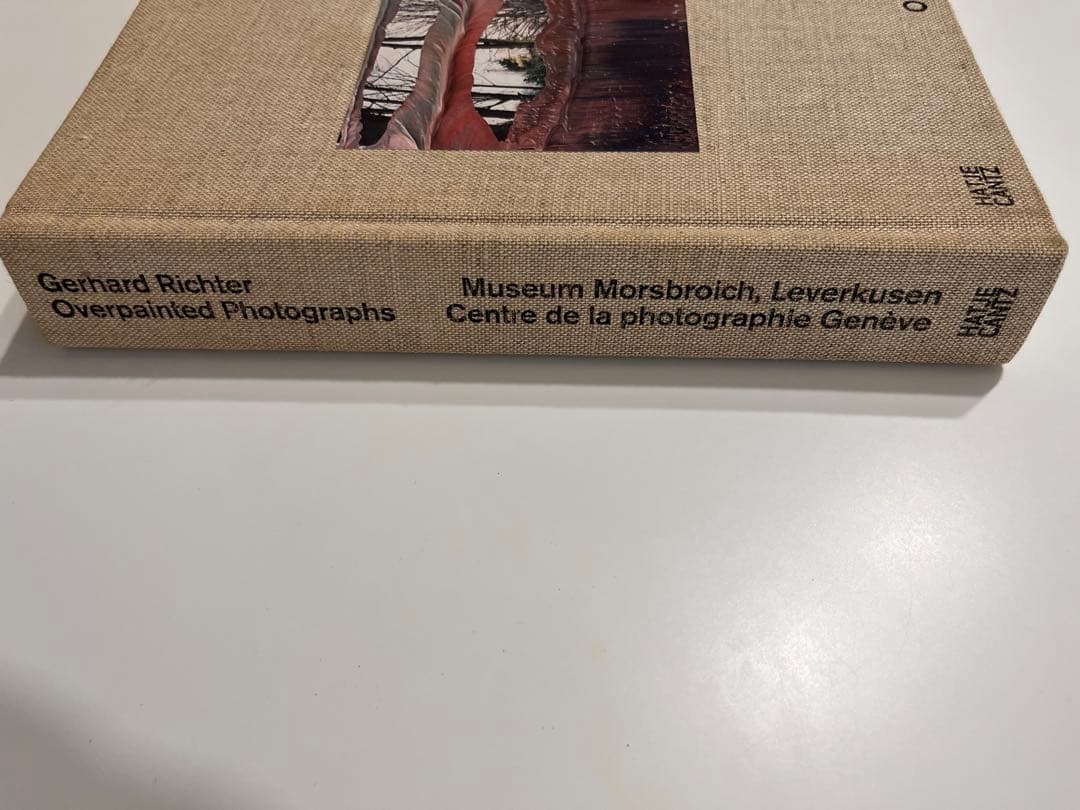 O
HATJE
CANTZ
Gerhard Richter
Overpainted Photographs
Museum Morsbroich, Leverkusen
Centre de la photographie Genève
HATJE
CANTZ